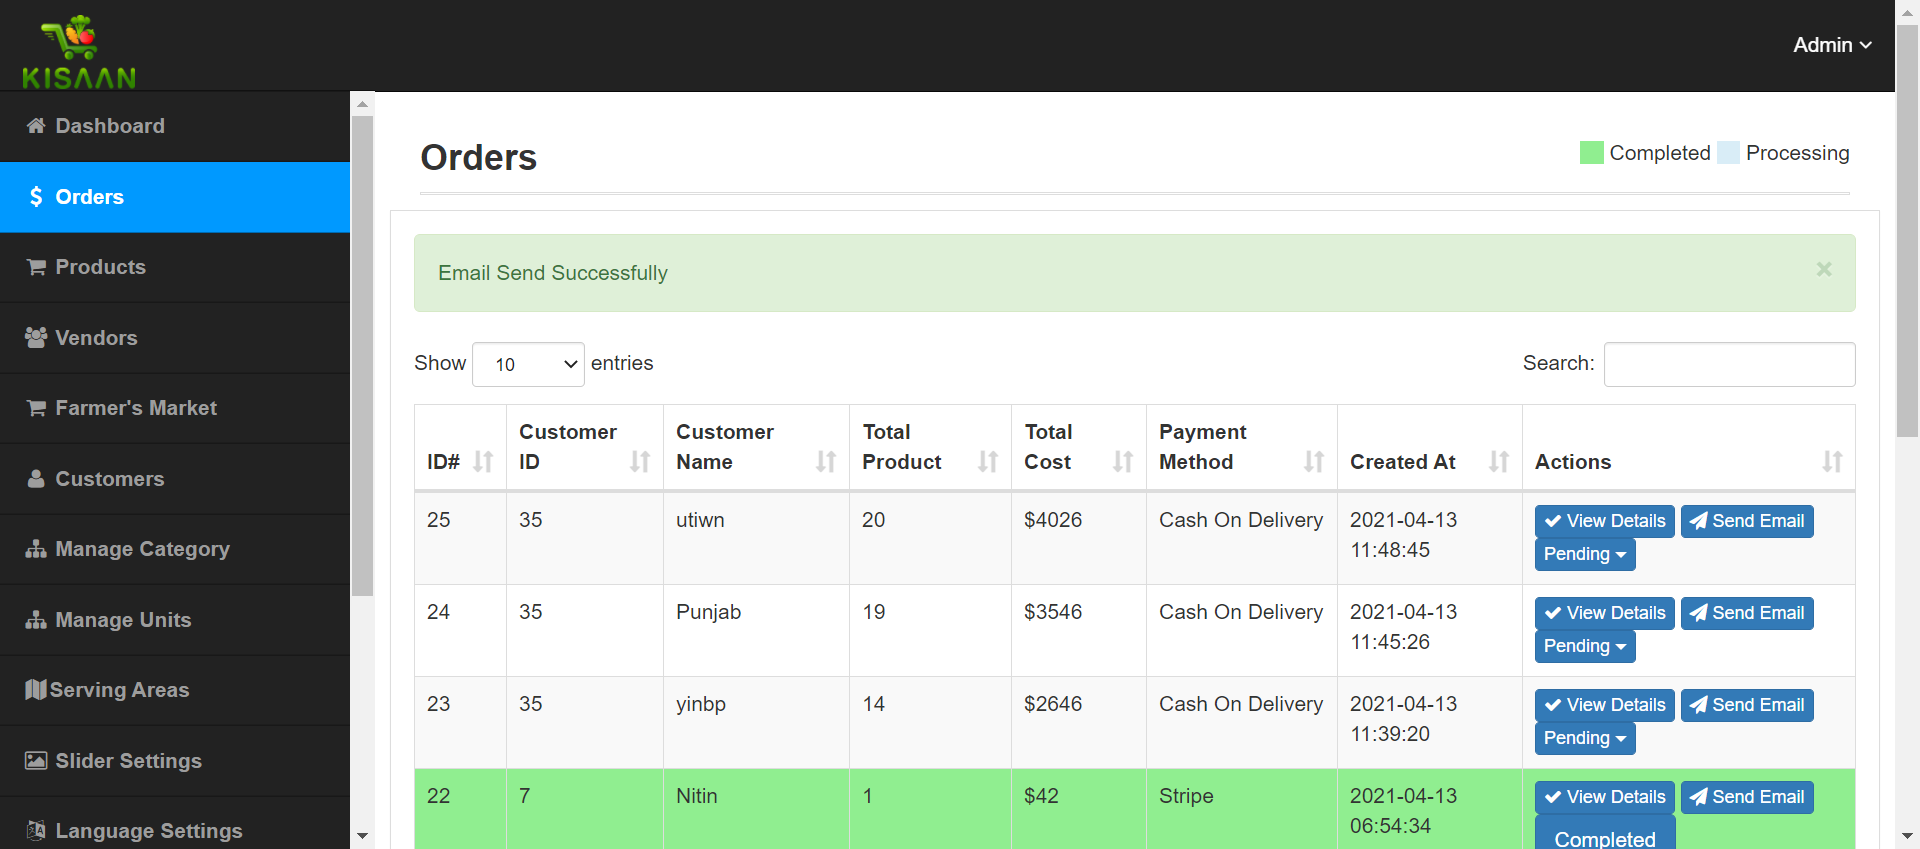 KISAAN
Admin
Dashboard
Orders
Products
Vendors
Farmer's Market
Customers
Manage Category
Manage Units
Serving Areas
Slider Settings
Language Settings
Orders
Completed Processing
Email Send Successfully
×
Show 10 entries
Search:
ID# Customer ID Customer Name Total Product Total Cost Payment Method Created At Actions
25 35 utiwn 20 $4026 Cash On Delivery 2021-04-13 View Details Send Email
11:48:45 Pending
24 35 Punjab 19 $3546 Cash On Delivery 2021-04-13 View Details Send Email
11:45:26 Pending
23 35 yinbp 14 $2646 Cash On Delivery 2021-04-13 View Details Send Email
11:39:20 Pending
22 7 Nitin 1 $42 Stripe 2021-04-13 View Details Send Email
06:54:34 Completed